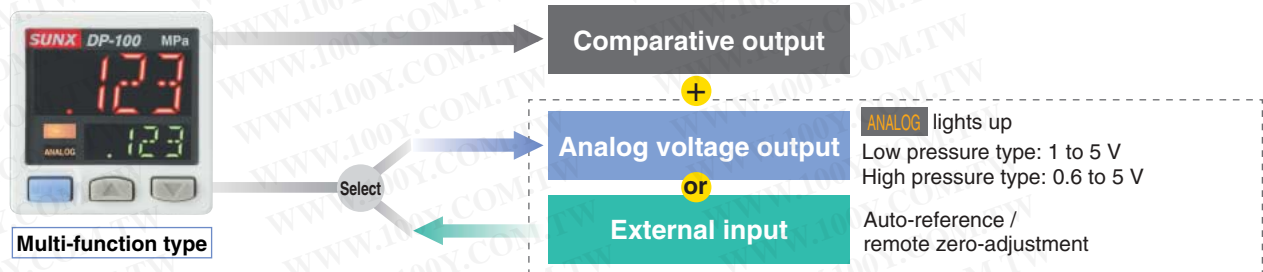 SUNX DP-100 MPa
.123
ANALOG .123
Multi-function type
Select
Comparative output
+
Analog voltage output
or
External input
ANALOG lights up
Low pressure type: 1 to 5 V
High pressure type: 0.6 to 5 V
Auto-reference /
remote zero-adjustment
WWW.100Y.COM.TW